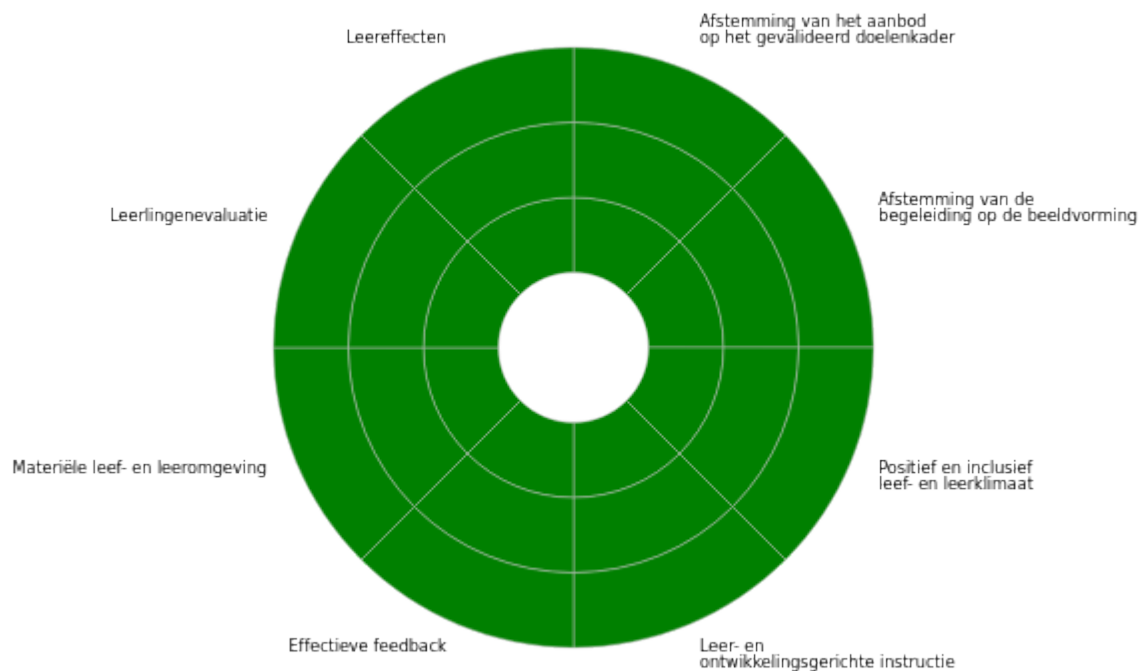 Afstemming van het aanbod
op het gevalideerd doelenkader
Leereffecten
Afstemming van de
begeleiding op de beeldvorming
Leerlingenevaluatie
Materiële leef- en leeromgeving
Positief en inclusief
leef- en leerklimaat
Effectieve feedback
Leer- en
ontwikkelingsgerichte instructie